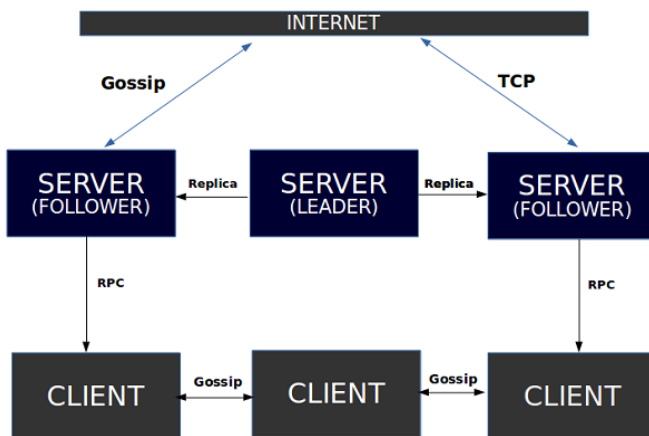 INTERNET
Gossip
TCP
SERVER
(FOLLOWER)
Replica
SERVER
(LEADER)
Replica
SERVER
(FOLLOWER)
RPC
RPC
CLIENT
Gossip
CLIENT
Gossip
CLIENT